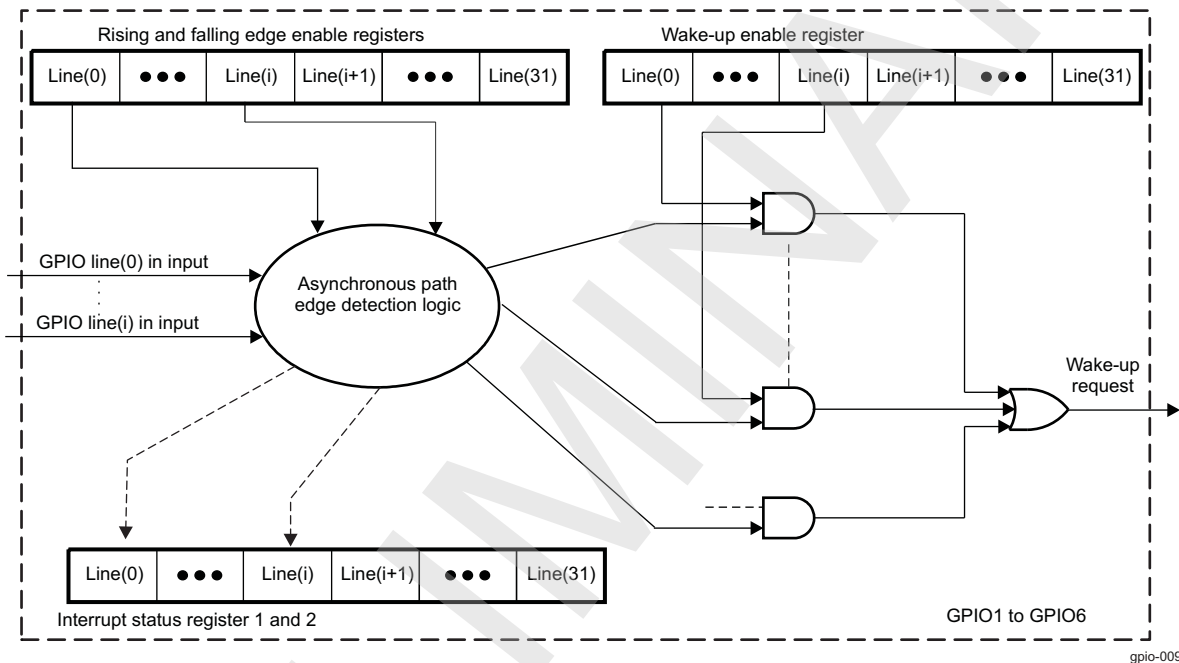 Rising and falling edge enable registers
Line(0) ●●● Line(i) Line(i+1) ●●● Line(31)
Wake-up enable register
Line(0) ●●● Line(i) Line(i+1) ●●● Line(31)
GPIO line(0) in input
GPIO line(i) in input
Asynchronous path
edge detection logic
Wake-up
request
Line(0) ●●● Line(i) Line(i+1) ●●● Line(31)
Interrupt status register 1 and 2
GPIO1 to GPIO6
gpio-009